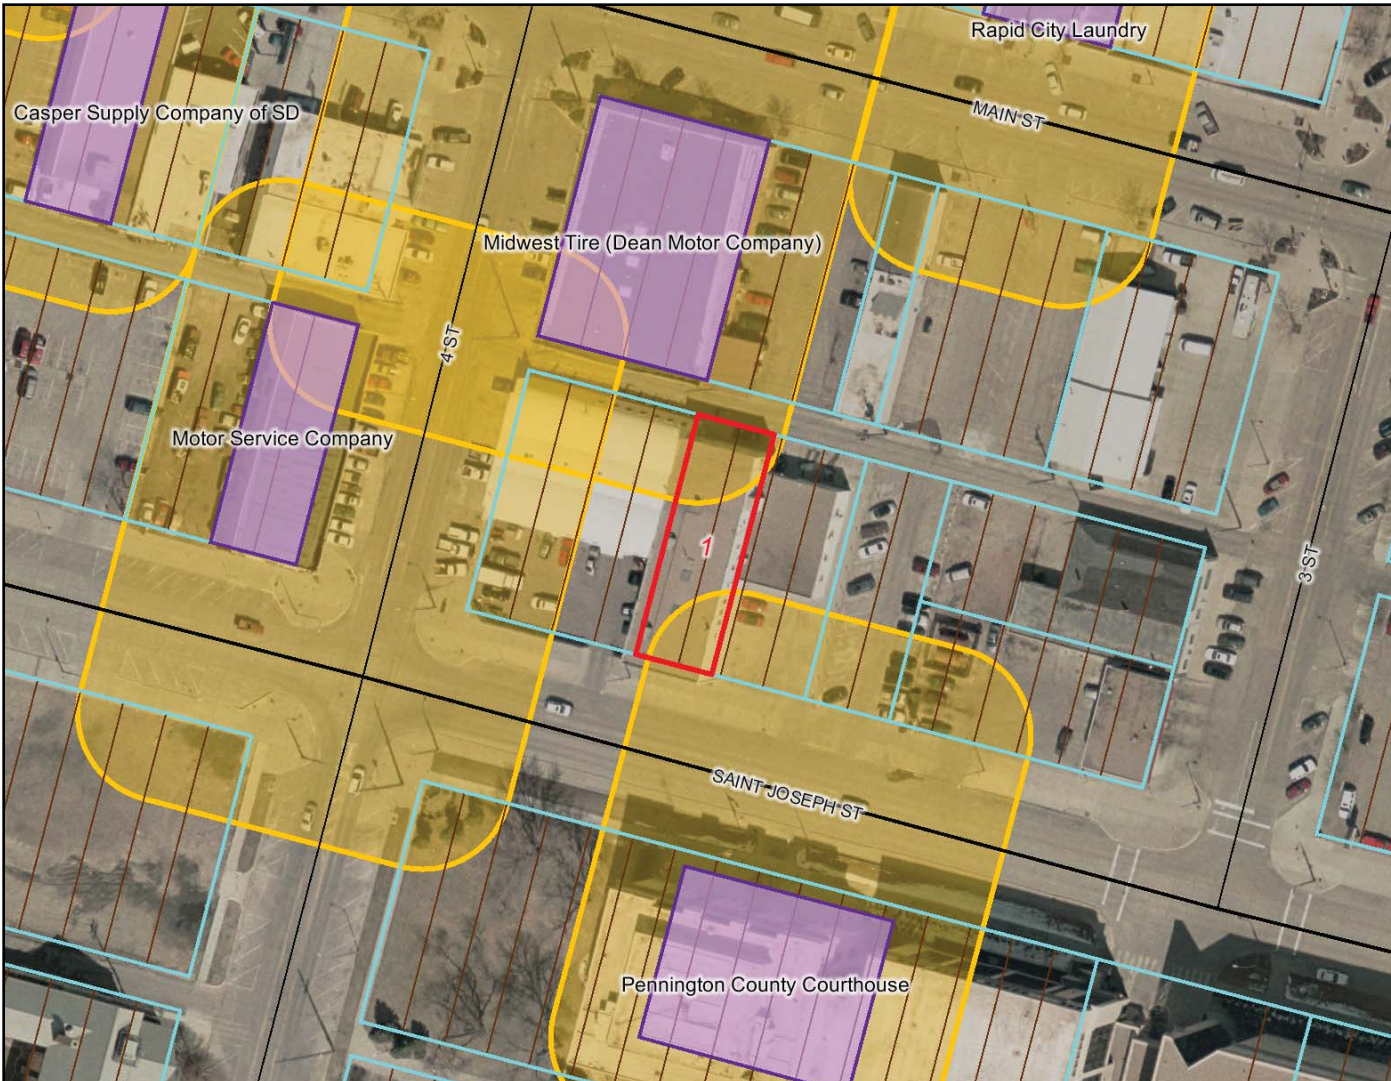 Rapid City Laundry
Casper Supply Company of SD
MAIN ST
Midwest Tire (Dean Motor Company)
4 ST
Motor Service Company
1
3 ST
SAINT JOSEPH ST
Pennington County Courthouse